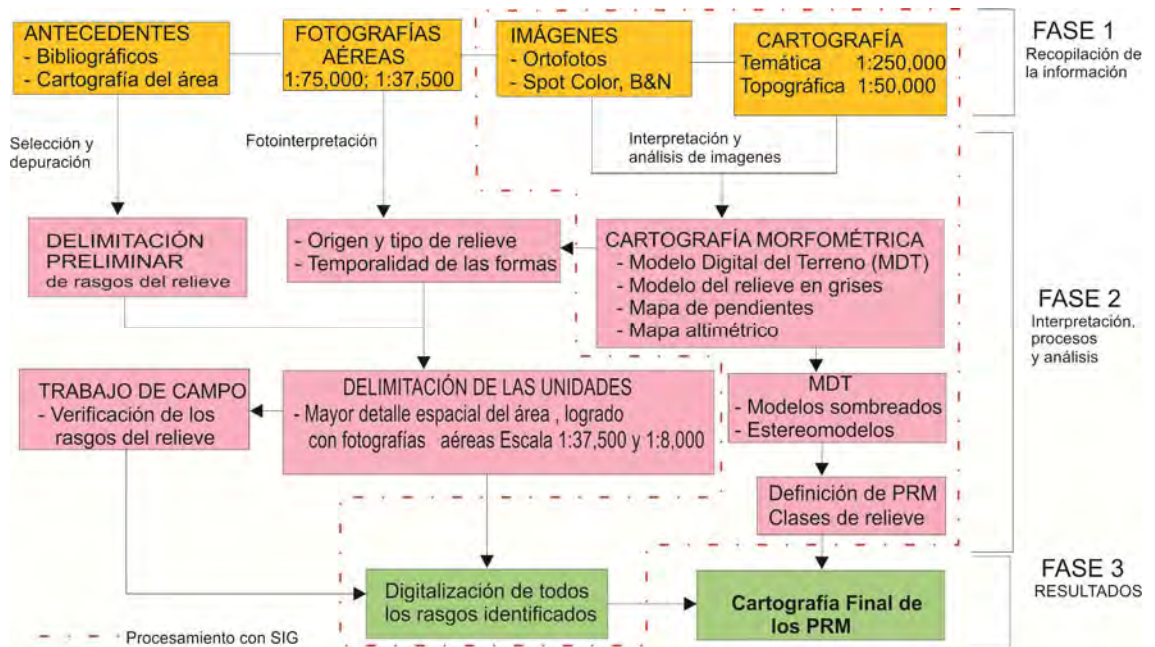 ANTECEDENTES
- Bibliográficos
- Cartografía del área
FOTOGRAFÍAS
AÉREAS
1:75,000; 1:37,500
IMÁGENES
- Ortofotos
- Spot Color, B&N
CARTOGRAFÍA
Temática 1:250,000
Topográfica 1:50,000
FASE 1
Recopilación de
la información
Selección y
depuración
Fotointerpretación
Interpretación y
análisis de imagenes
DELIMITACIÓN
PRELIMINAR
de rasgos del relieve
- Origen y tipo de relieve
- Temporalidad de las formas
CARTOGRAFÍA MORFOMÉTRICA
- Modelo Digital del Terreno (MDT)
- Modelo del relieve en grises
- Mapa de pendientes
- Mapa altimétrico
FASE 2
Interpretación,
procesos
y análisis
TRABAJO DE CAMPO
- Verificación de los
rasgos del relieve
DELIMITACIÓN DE LAS UNIDADES
- Mayor detalle espacial del área , logrado
con fotografías aéreas Escala 1:37,500 y 1:8,000
MDT
- Modelos sombreados
- Estereomodelos
Definición de PRM
Clases de relieve
Digitalización de todos
los rasgos identificados
Cartografía Final de
los PRM
FASE 3
RESULTADOS
Procesamiento con SIG